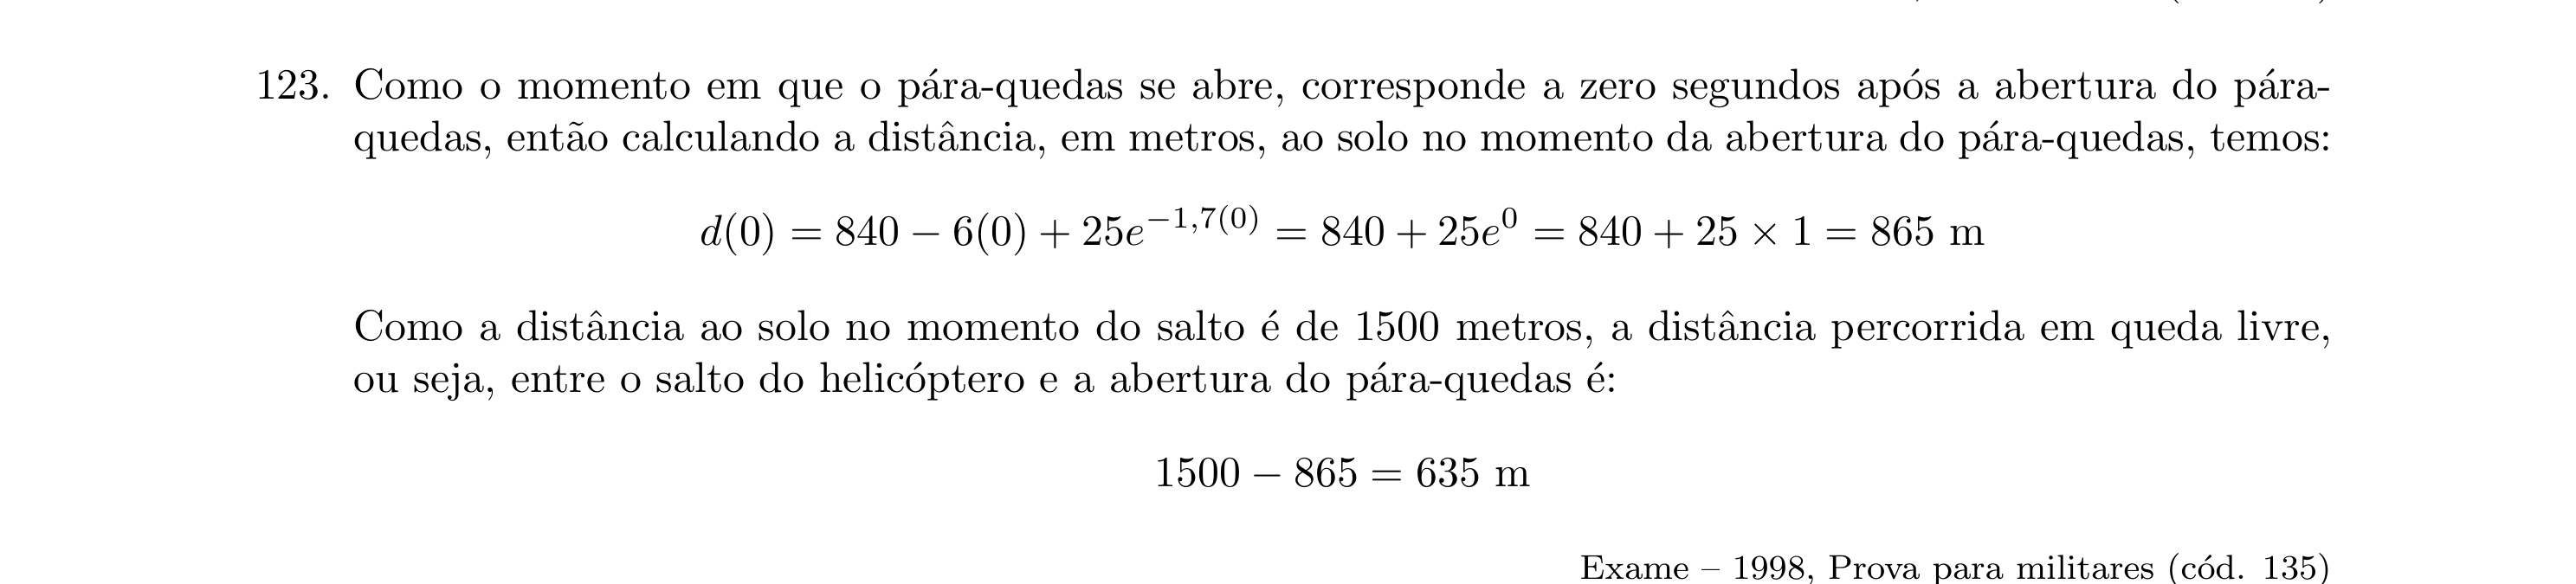 123. Como o momento em que o pára-quedas se abre, corresponde a zero segundos após a abertura do pára-
quedas, então calculando a distância, em metros, ao solo no momento da abertura do pára-quedas, temos:
d(0) = 840 − 6(0) + 25e^{−1,7(0)} = 840 + 25e^0 = 840 + 25 × 1 = 865 m
Como a distância ao solo no momento do salto é de 1500 metros, a distância percorrida em queda livre,
ou seja, entre o salto do helicóptero e a abertura do pára-quedas é:
1500 − 865 = 635 m
Exame – 1998, Prova para militares (cód. 135)